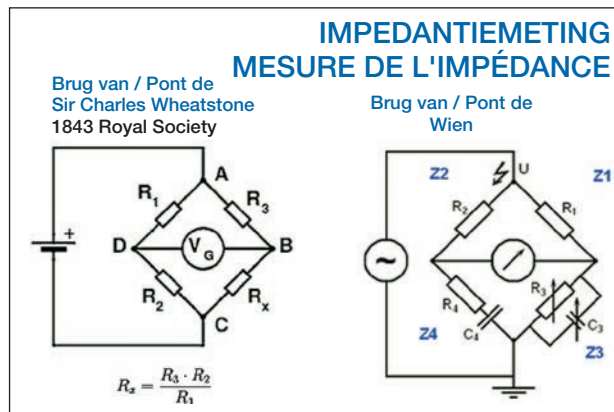 IMPEDANTIEMETING
MESURE DE L'IMPÉDANCE
Brug van / Pont de
Sir Charles Wheatstone
1843 Royal Society
A
R1
R3
D
VG
B
R2
Rx
C
+
Rx = R3 · R2 / R1
Brug van / Pont de
Wien
Z2
U
Z1
R2
R1
~
R4
R3
C4
C3
Z4
Z3